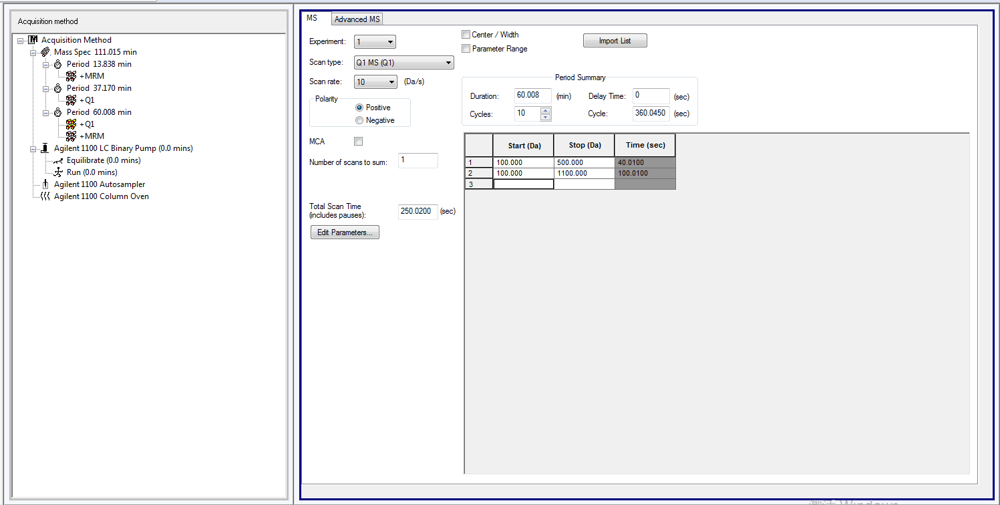 Acquisition method
Acquisition Method
Mass Spec 111.015 min
Period 13.838 min
+MRM
Period 37.170 min
+Q1
Period 60.008 min
+Q1
+MRM
Agilent 1100 LC Binary Pump (0.0 mins)
Equilibrate (0.0 mins)
Run (0.0 mins)
Agilent 1100 Autosampler
Agilent 1100 Column Oven
MS Advanced MS
Experiment: 1
Scan type: Q1 MS (Q1)
Scan rate: 10 (Da/s)
Polarity
Positive
Negative
MCA
Number of scans to sum: 1
Total Scan Time
(includes pauses): 250.0200 (sec)
Edit Parameters...
Center / Width
Parameter Range
Import List
Period Summary
Duration: 60.008 (min) Delay Time: 0 (sec)
Cycles: 10 Cycle: 360.0450 (sec)
Start (Da) Stop (Da) Time (sec)
1 100.000 500.000 40.0100
2 100.000 1100.000 100.0100
3